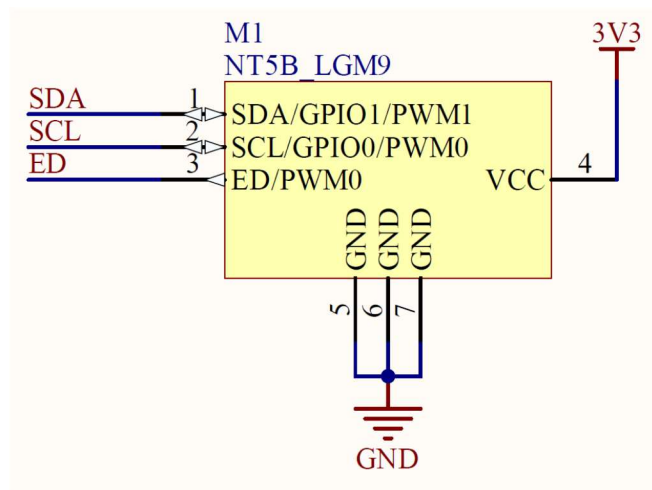 M1
3V3
NT5B_LGM9
SDA
1
SDA/GPIO1/PWM1
SCL
2
SCL/GPIO0/PWM0
ED
3
ED/PWM0
VCC
4
GND
GND
GND
5
6
7
GND